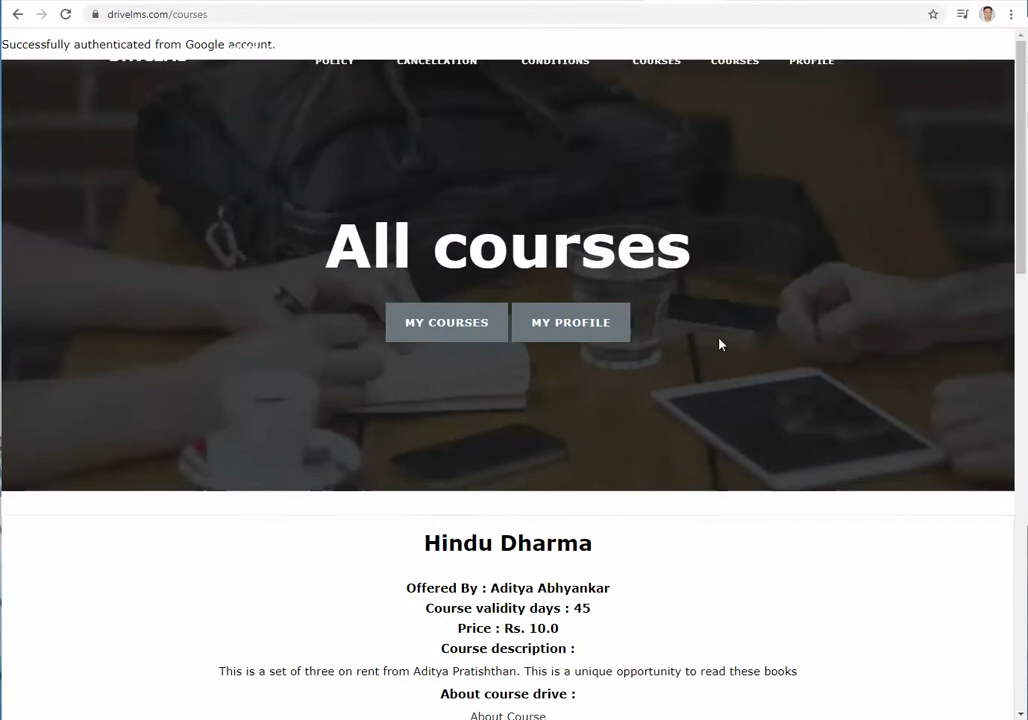 drivelms.com/courses
Successfully authenticated from Google account.
POLICY CANCELLATION CONDITIONS COURSES COURSES PROFILE
All courses
MY COURSES MY PROFILE
Hindu Dharma
Offered By : Aditya Abhyankar
Course validity days : 45
Price : Rs. 10.0
Course description :
This is a set of three on rent from Aditya Pratishthan. This is a unique opportunity to read these books
About course drive :
About Course